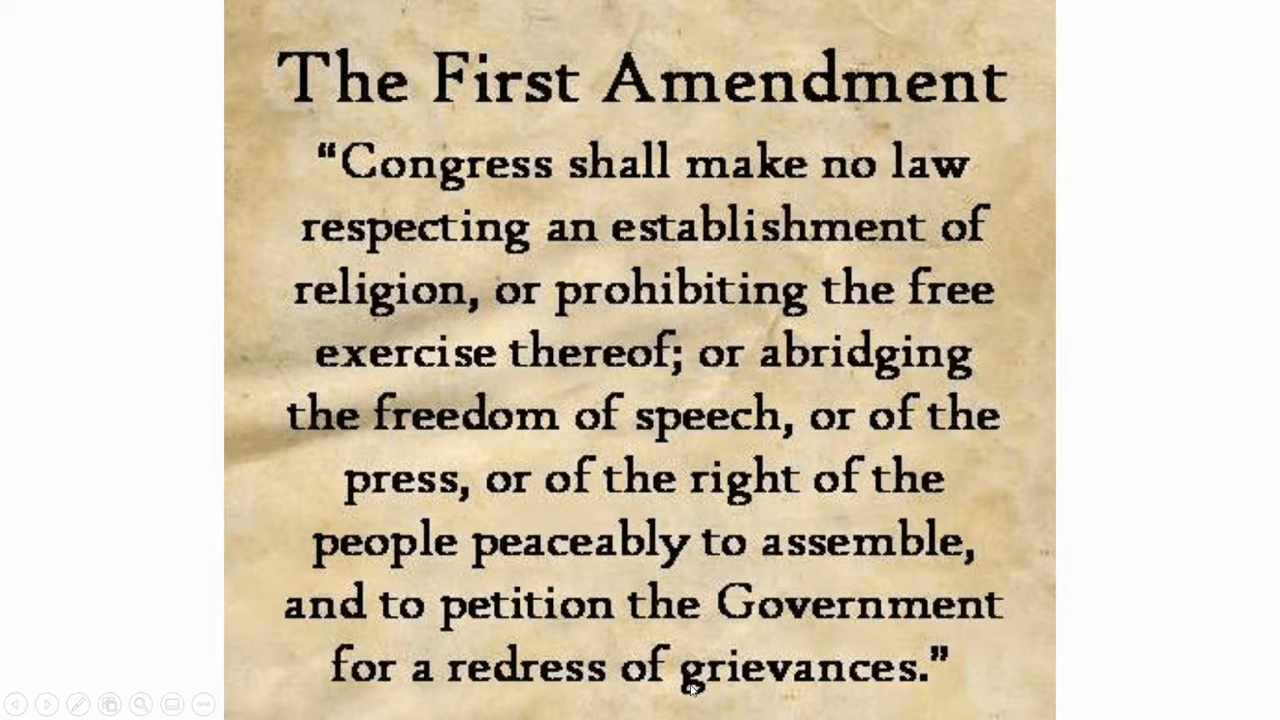 The First Amendment
“Congress shall make no law
respecting an establishment of
religion, or prohibiting the free
exercise thereof; or abridging
the freedom of speech, or of the
press, or of the right of the
people peaceably to assemble,
and to petition the Government
for a redress of grievances.”